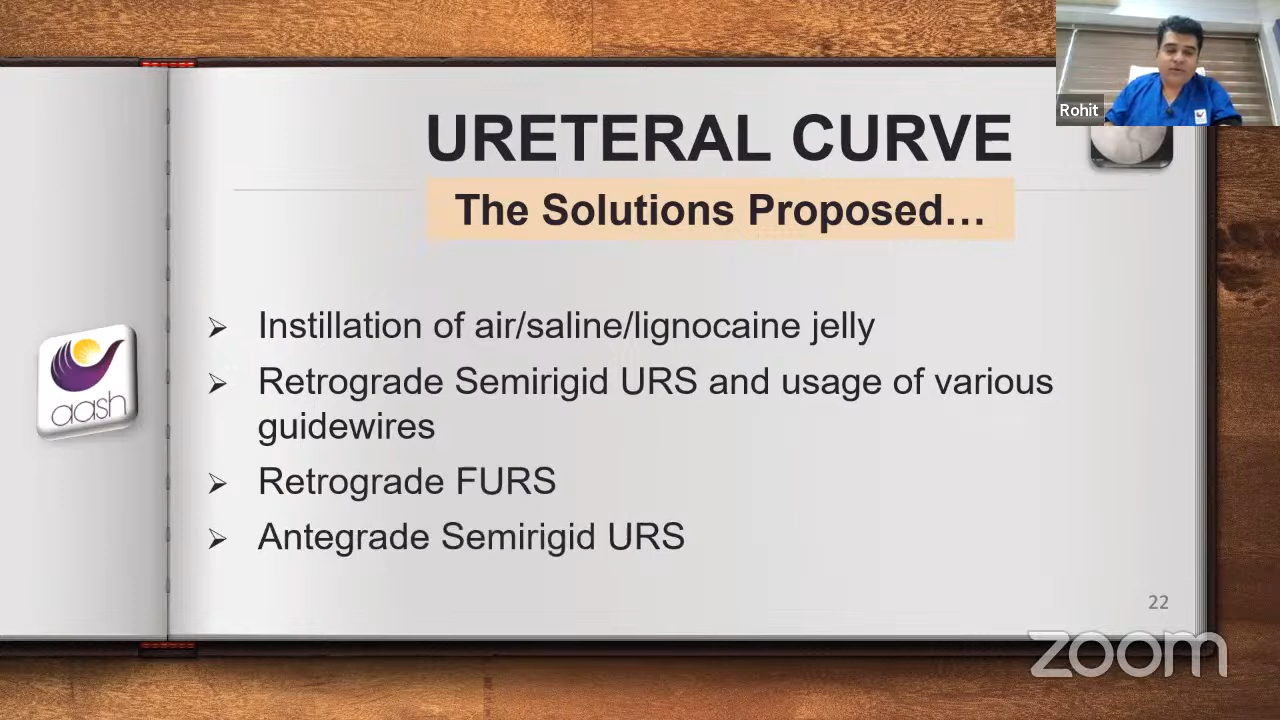 Rohit
URETERAL CURVE
The Solutions Proposed…
Instillation of air/saline/lignocaine jelly
Retrograde Semirigid URS and usage of various
guidewires
Retrograde FURS
Antegrade Semirigid URS
aash
22
zoom